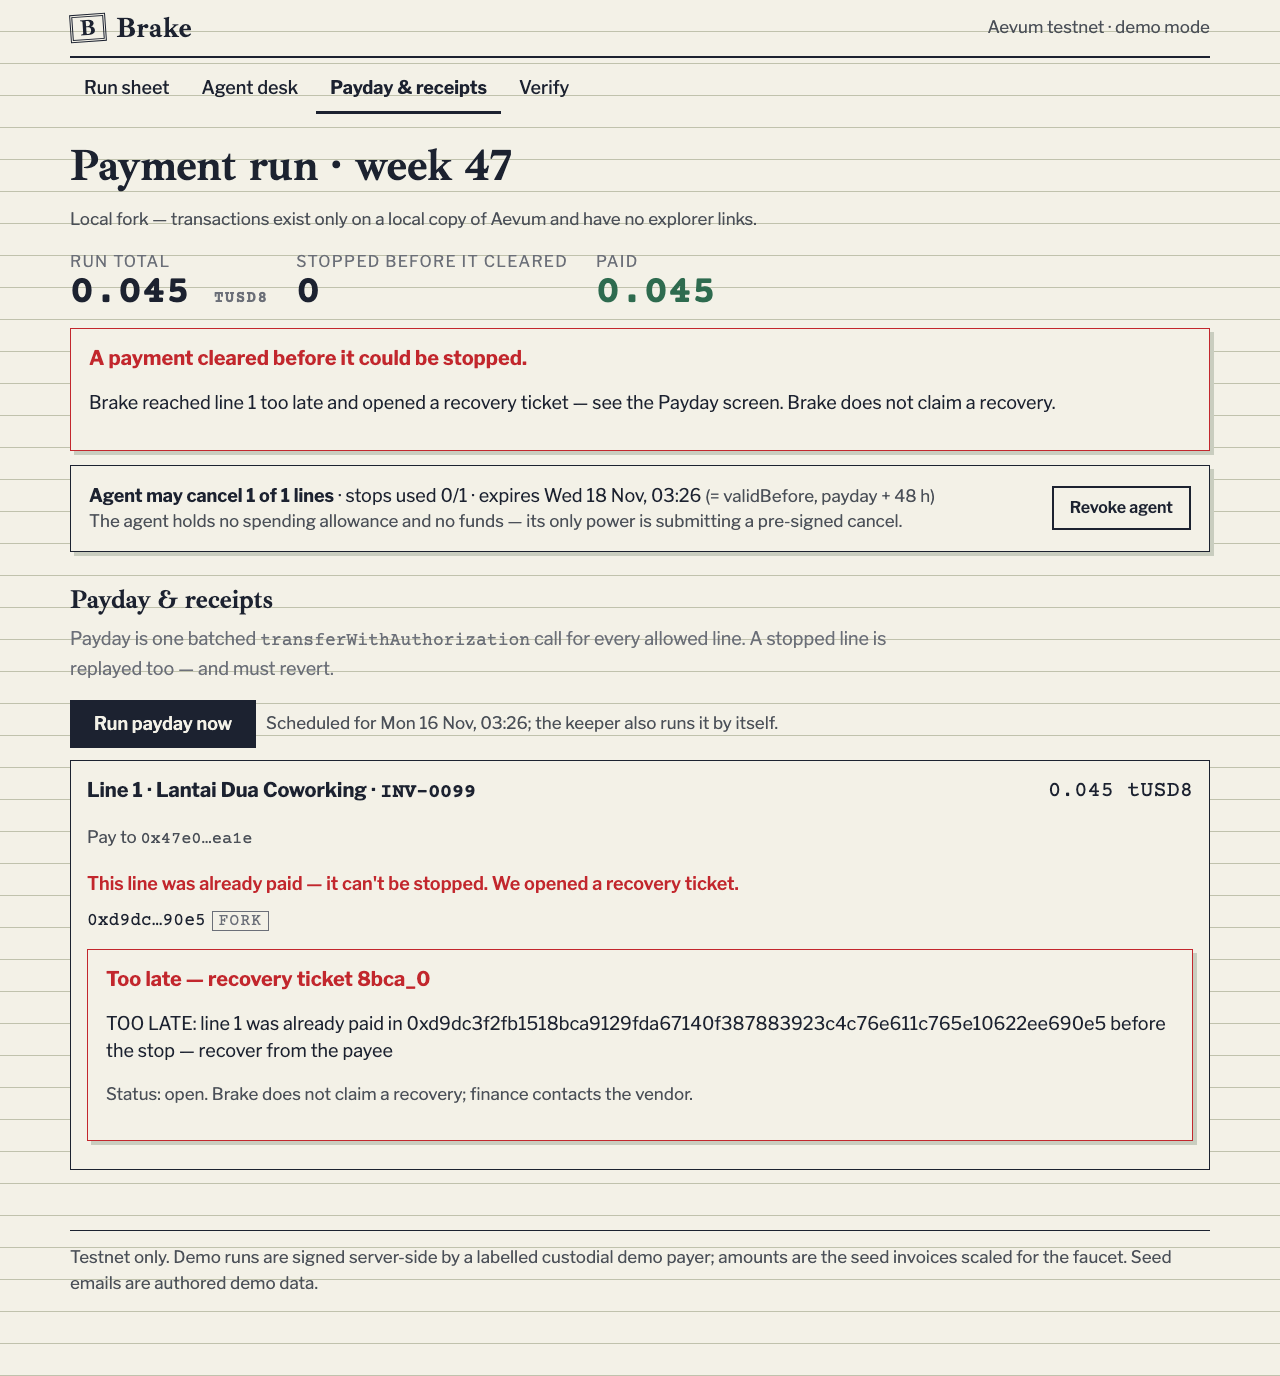 B Brake
Aevum testnet · demo mode
Run sheet Agent desk Payday & receipts Verify
Payment run · week 47
Local fork — transactions exist only on a local copy of Aevum and have no explorer links.
RUN TOTAL STOPPED BEFORE IT CLEARED PAID
0.045 TUSD8 0 0.045
A payment cleared before it could be stopped.
Brake reached line 1 too late and opened a recovery ticket — see the Payday screen. Brake does not claim a recovery.
Agent may cancel 1 of 1 lines · stops used 0/1 · expires Wed 18 Nov, 03:26 (= validBefore, payday + 48 h)
The agent holds no spending allowance and no funds — its only power is submitting a pre-signed cancel.
Revoke agent
Payday & receipts
Payday is one batched transferWithAuthorization call for every allowed line. A stopped line is
replayed too — and must revert.
Run payday now Scheduled for Mon 16 Nov, 03:26; the keeper also runs it by itself.
Line 1 · Lantai Dua Coworking · INV-0099 0.045 tUSD8
Pay to 0x47e0…ea1e
This line was already paid — it can't be stopped. We opened a recovery ticket.
0xd9dc…90e5 FORK
Too late — recovery ticket 8bca_0
TOO LATE: line 1 was already paid in 0xd9dc3f2fb1518bca9129fda67140f387883923c4c76e611c765e10622ee690e5 before
the stop — recover from the payee
Status: open. Brake does not claim a recovery; finance contacts the vendor.
Testnet only. Demo runs are signed server-side by a labelled custodial demo payer; amounts are the seed invoices scaled for the faucet. Seed
emails are authored demo data.